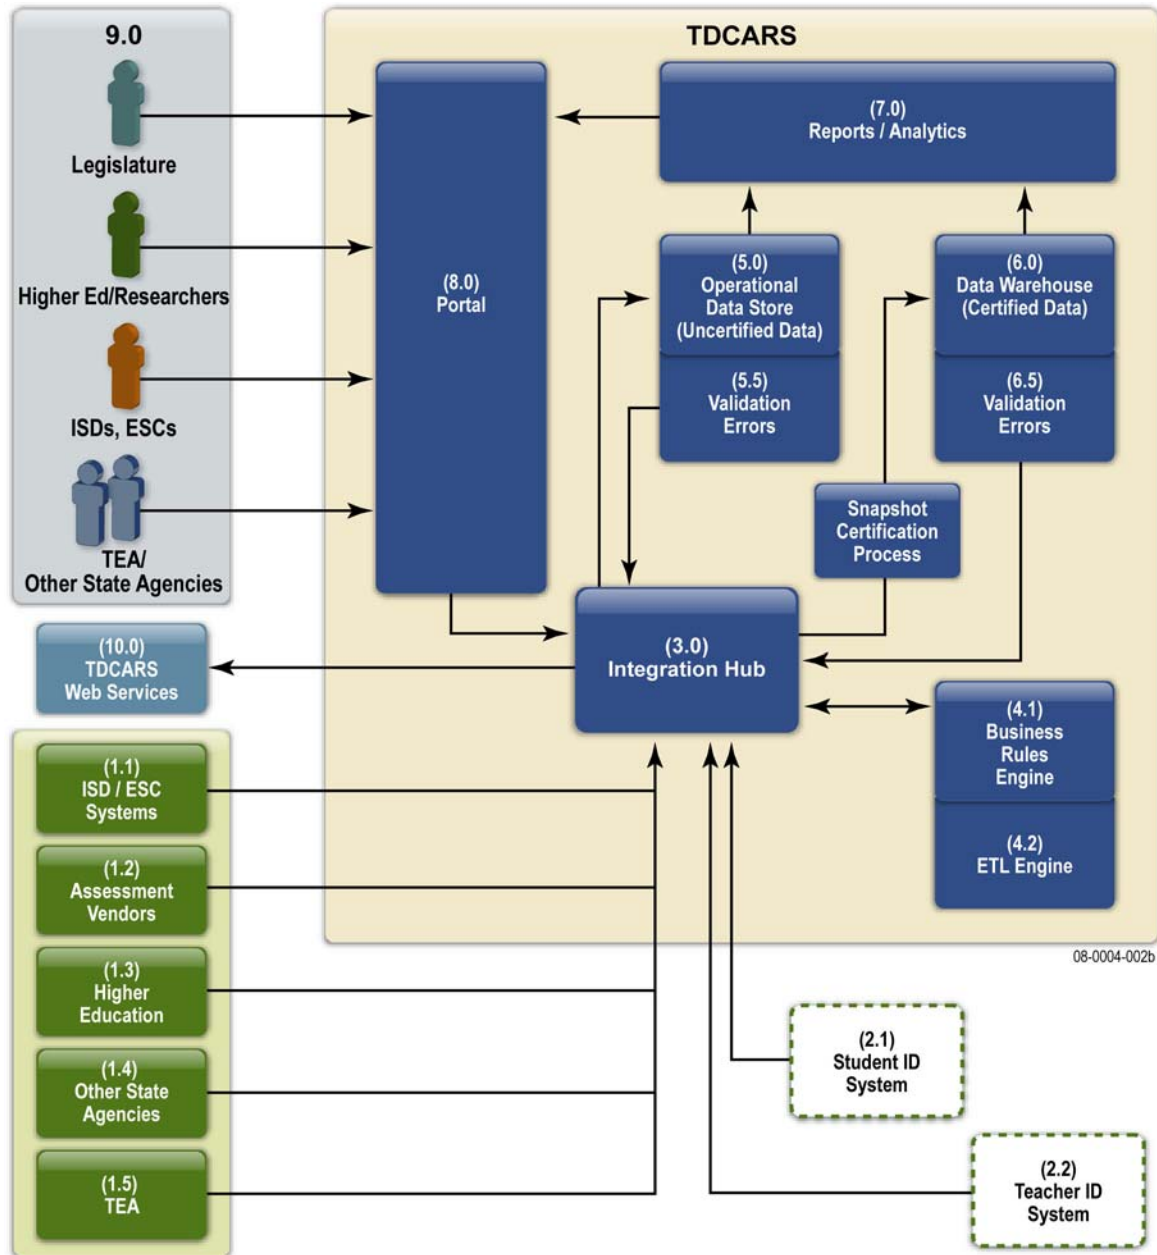 9.0
Legislature
Higher Ed/Researchers
ISDs, ESCs
TEA/
Other State Agencies
TDCARS
(8.0)
Portal
(7.0)
Reports / Analytics
(5.0)
Operational
Data Store
(Uncertified Data)
(5.5)
Validation
Errors
(6.0)
Data Warehouse
(Certified Data)
(6.5)
Validation
Errors
Snapshot
Certification
Process
(3.0)
Integration Hub
(4.1)
Business
Rules
Engine
(4.2)
ETL Engine
(10.0)
TDCARS
Web Services
(1.1)
ISD / ESC
Systems
(1.2)
Assessment
Vendors
(1.3)
Higher
Education
(1.4)
Other State
Agencies
(1.5)
TEA
08-0004-002b
(2.1)
Student ID
System
(2.2)
Teacher ID
System